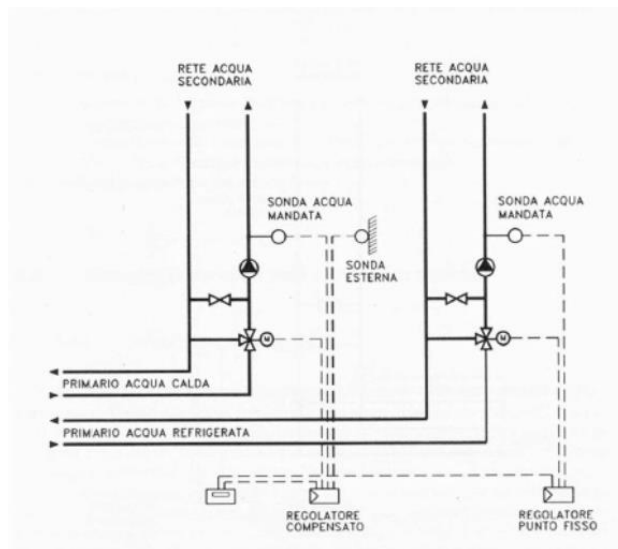 RETE ACQUA
SECONDARIA
RETE ACQUA
SECONDARIA
SONDA ACQUA
MANDATA
SONDA ACQUA
MANDATA
SONDA
ESTERNA
M
M
PRIMARIO ACQUA CALDA
PRIMARIO ACQUA REFRIGERATA
REGOLATORE
COMPENSATO
REGOLATORE
PUNTO FISSO